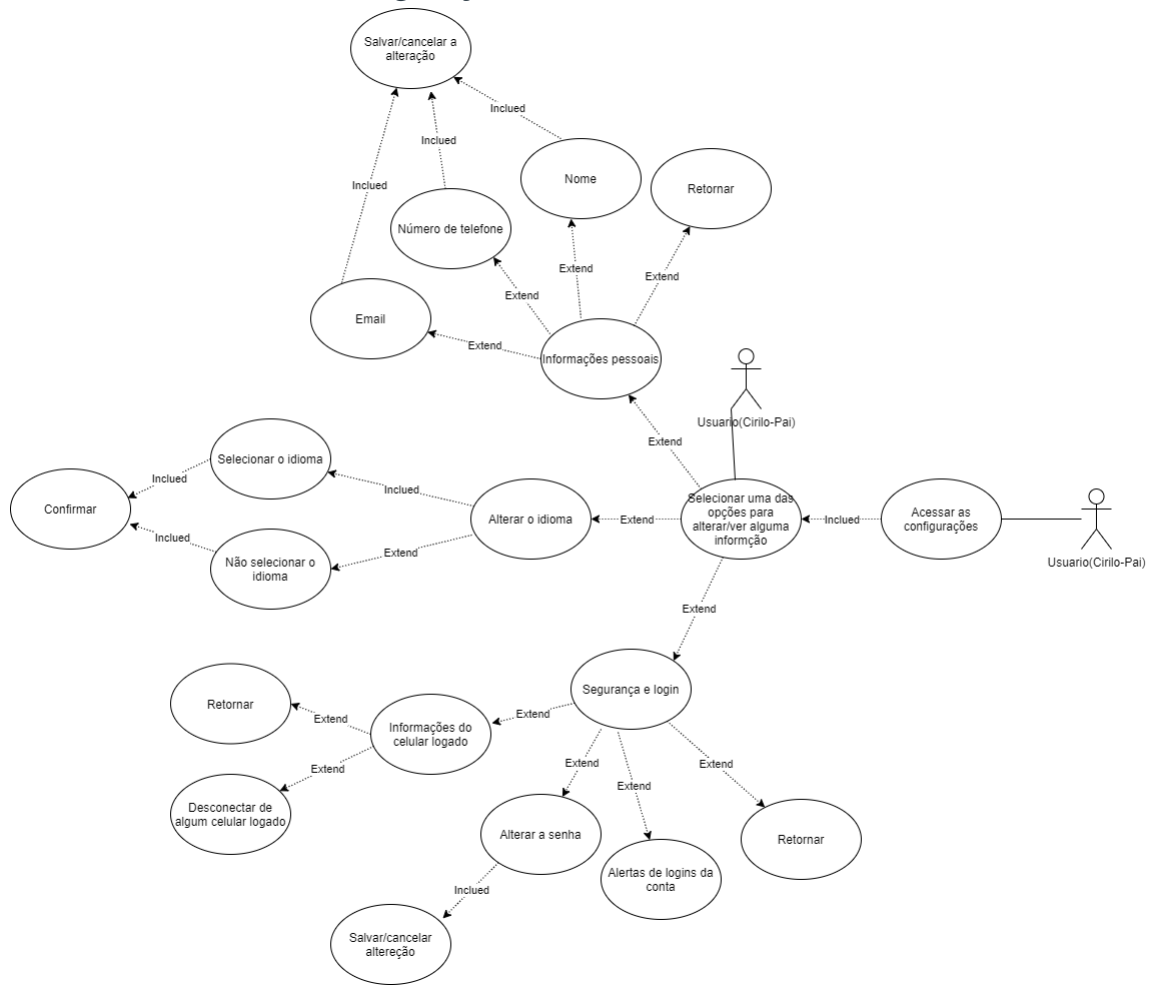 Salvar/cancelar a
alteração
Inclued
Inclued
Nome
Retornar
Inclued
Número de telefone
Extend
Extend
Extend
Email
Extend
Informações pessoais
Usuario(Cirilo-Pai)
Extend
Selecionar o idioma
Inclued
Inclued
Confirmar
Alterar o idioma
Extend
Selecionar uma das
opções para
alterar/ver alguma
informção
Inclued
Acessar as
configurações
Inclued
Extend
Não selecionar o
idioma
Usuario(Cirilo-Pai)
Extend
Segurança e login
Retornar
Extend
Extend
Informações do
celular logado
Extend
Extend
Extend
Extend
Desconectar de
algum celular logado
Alterar a senha
Retornar
Alertas de logins da
conta
Inclued
Salvar/cancelar
altereção